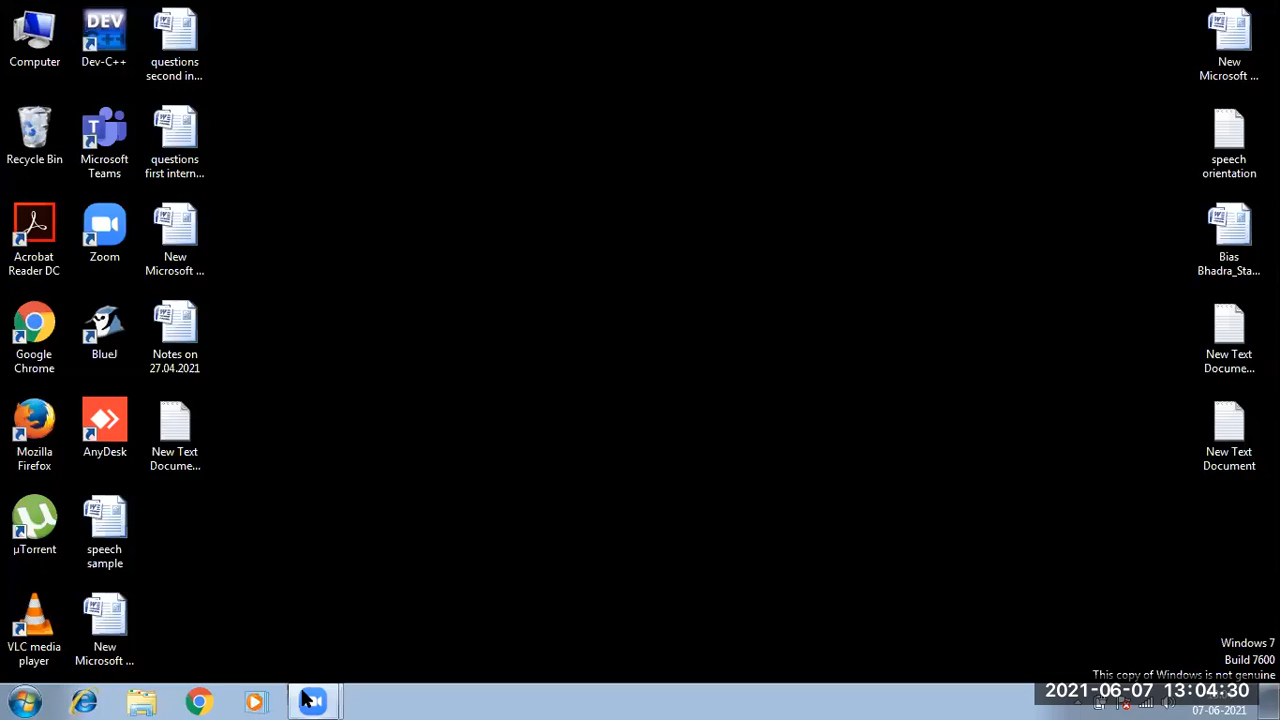 Computer
DEV
Dev-C++
questions
second in...
Recycle Bin
Microsoft
Teams
questions
first intern...
Acrobat
Reader DC
Zoom
New
Microsoft ...
Google
Chrome
BlueJ
Notes on
27.04.2021
Mozilla
Firefox
AnyDesk
New Text
Docume...
µTorrent
speech
sample
VLC media
player
New
Microsoft ...
New
Microsoft ...
speech
orientation
Bias
Bhadra_Sta...
New Text
Docume...
New Text
Document
Windows 7
Build 7600
This copy of Windows is not genuine
2021-06-07 13:04:30
07-06-2021